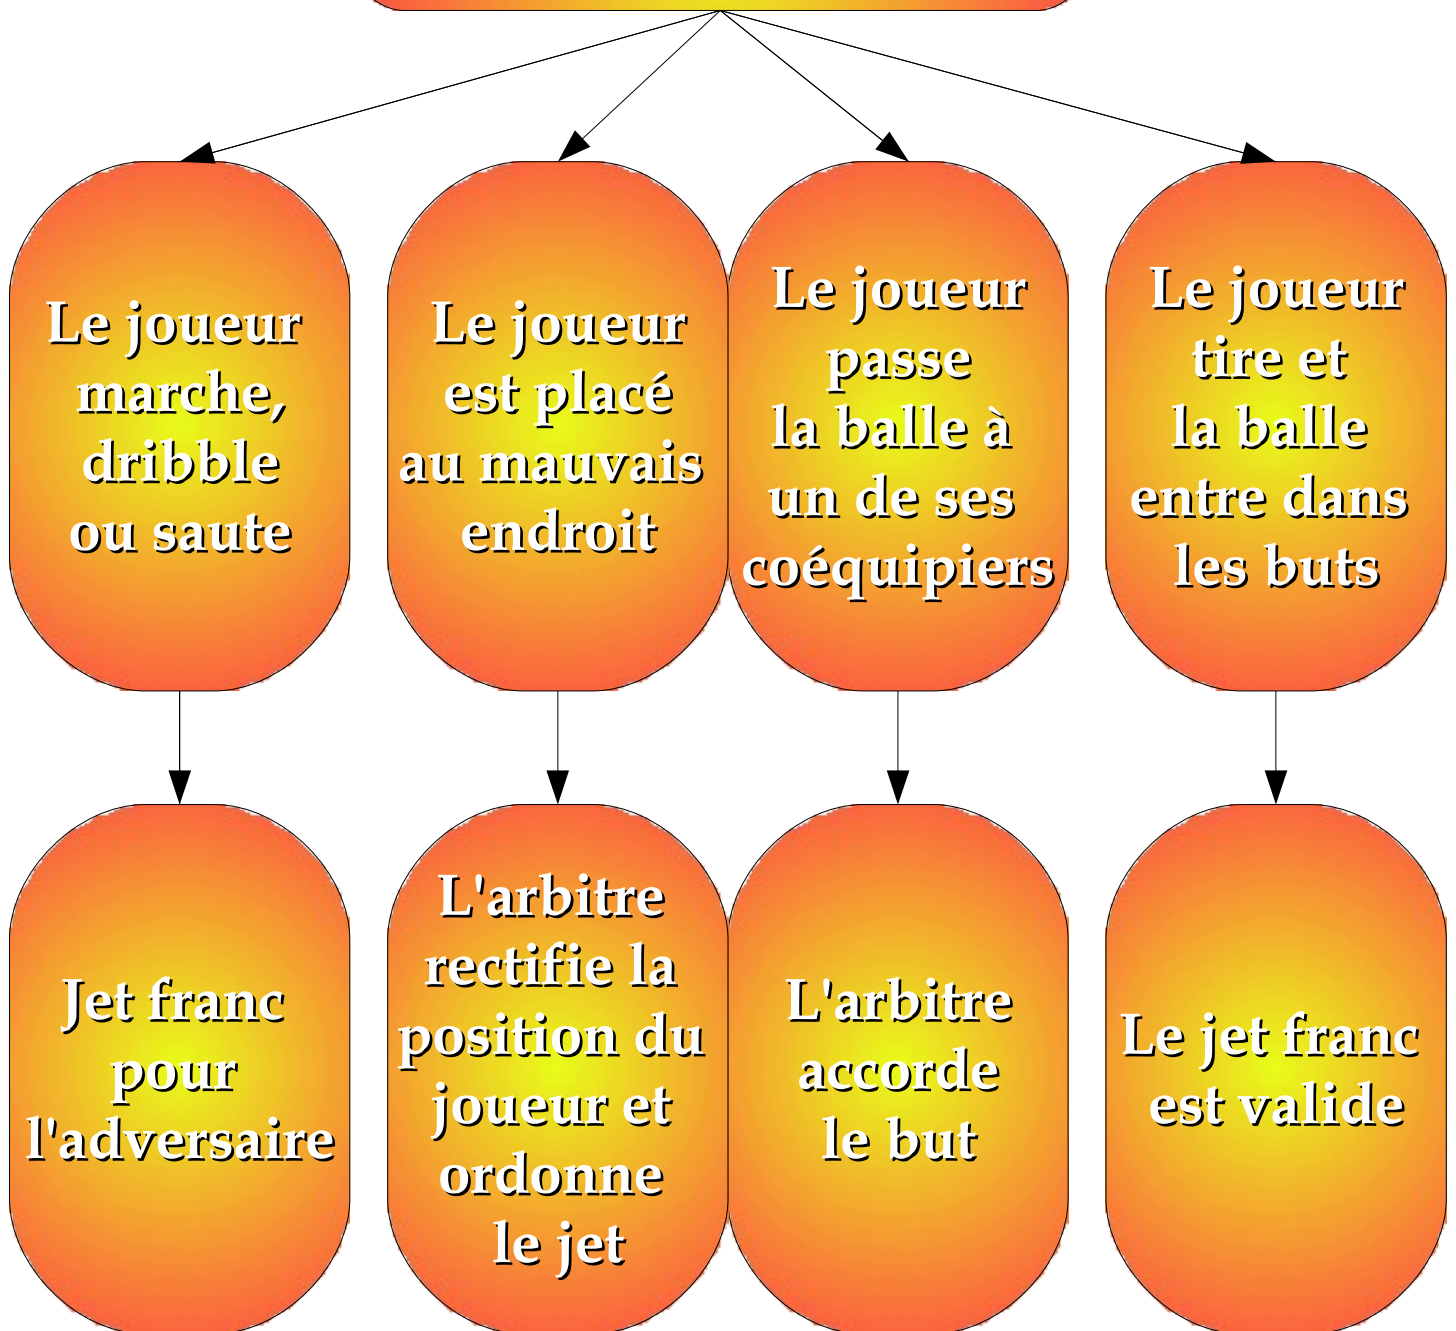 Le joueur
marche,
dribble
ou saute
Le joueur
est placé
au mauvais
endroit
Le joueur
passe
la balle à
un de ses
coéquipiers
Le joueur
tire et
la balle
entre dans
les buts
Jet franc
pour
l'adversaire
L'arbitre
rectifie la
position du
joueur et
ordonne
le jet
L'arbitre
accorde
le but
Le jet franc
est valide